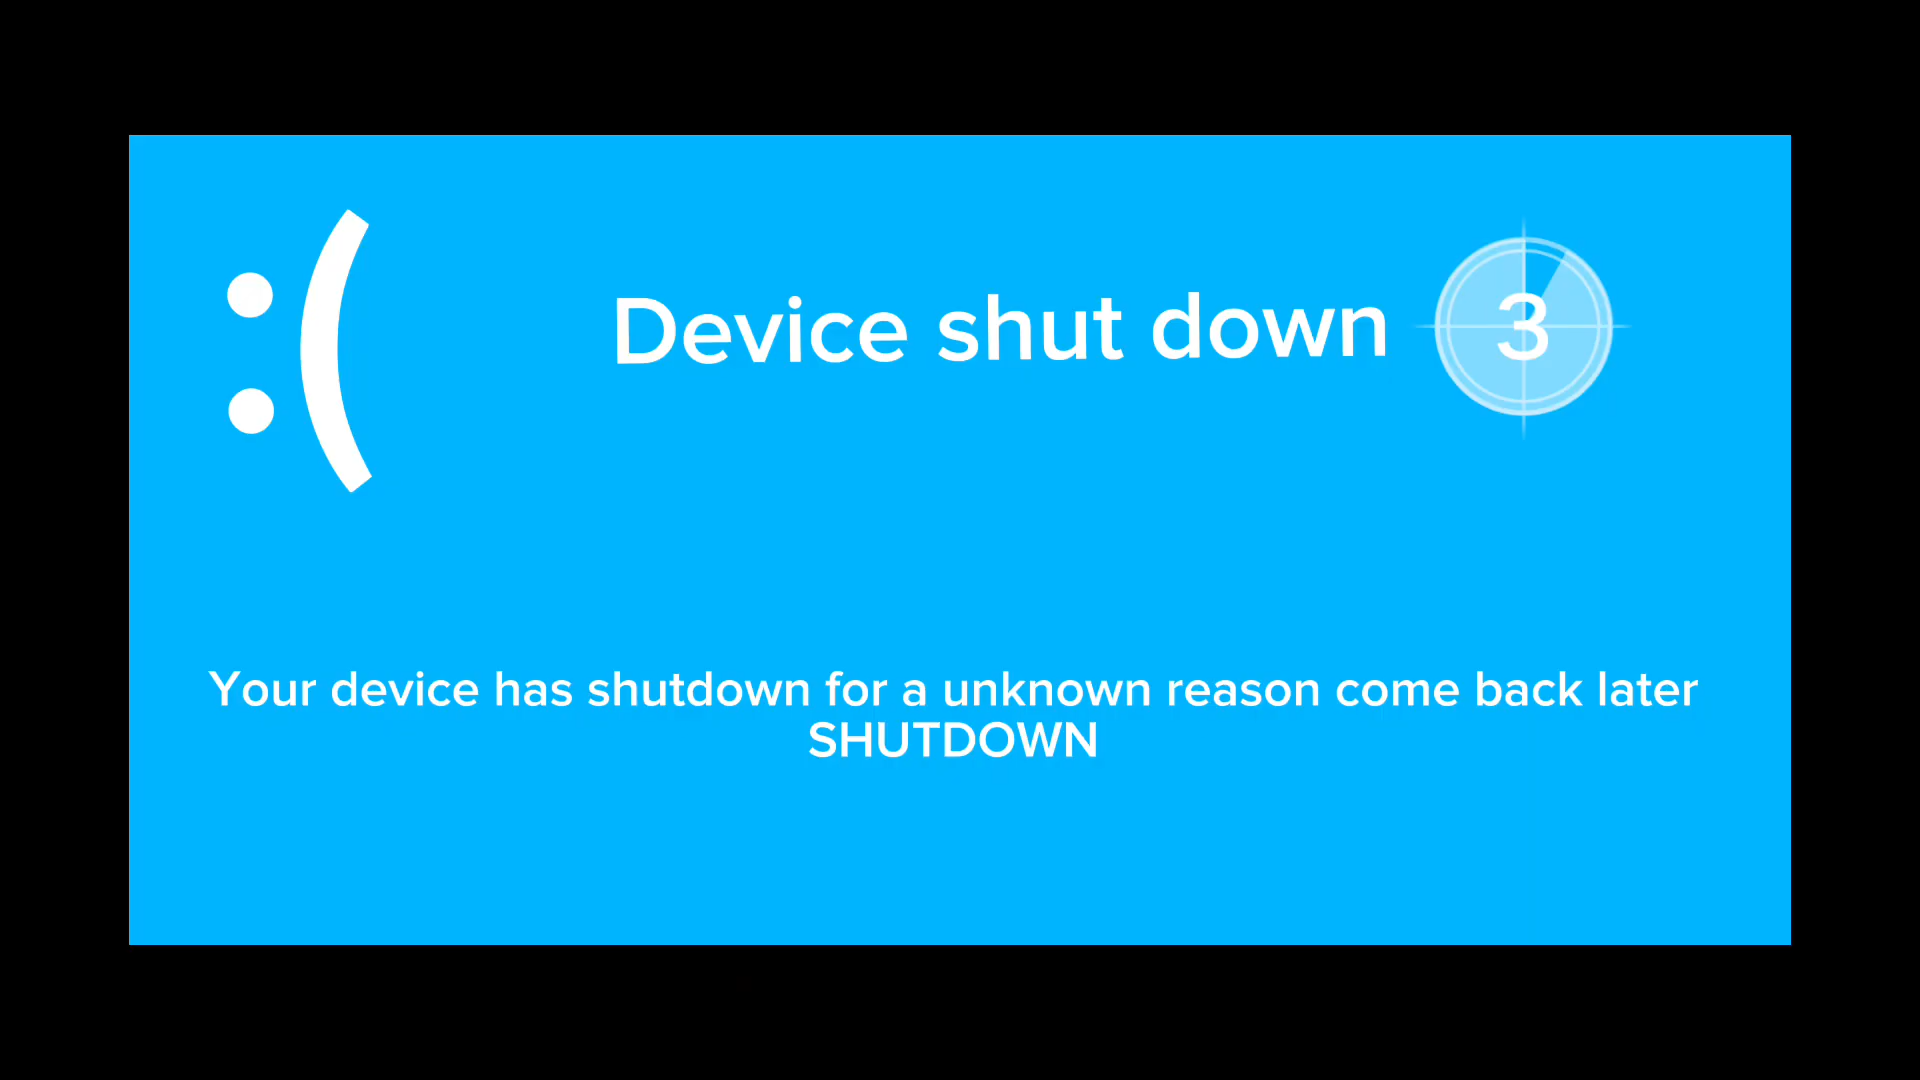 :(
Device shut down
3
Your device has shutdown for a unknown reason come back later
SHUTDOWN